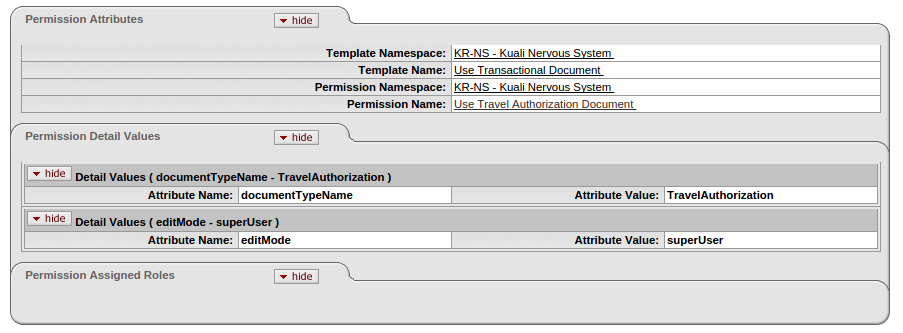 Permission Attributes hide
Template Namespace: KR-NS - Kuali Nervous System
Template Name: Use Transactional Document
Permission Namespace: KR-NS - Kuali Nervous System
Permission Name: Use Travel Authorization Document
Permission Detail Values hide
hide Detail Values ( documentTypeName - TravelAuthorization )
Attribute Name: documentTypeName Attribute Value: TravelAuthorization
hide Detail Values ( editMode - superUser )
Attribute Name: editMode Attribute Value: superUser
Permission Assigned Roles hide